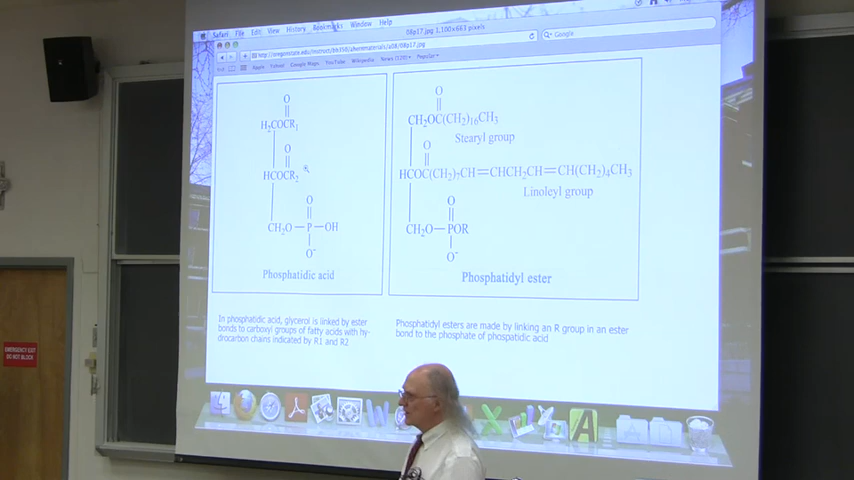 Safari File Edit View History Bookmarks Window Help
08p17.jpg 1,100×663 pixels
Google
Apple Yahoo! Google Maps YouTube Wikipedia News Popular
O
H₂COCR₁
O
HCOCR₂
O
CH₂O—P—OH
O⁻
Phosphatidic acid
O
CH₂OC(CH₂)₁₆CH₃
Stearyl group
O
HCOC(CH₂)₇CH=CHCH₂CH=CH(CH₂)₄CH₃
Linoleyl group
O
CH₂O—POR
O⁻
Phosphatidyl ester
In phosphatidic acid, glycerol is linked by ester
bonds to carboxyl groups of fatty acids with hy-
drocarbon chains indicated by R1 and R2
Phosphatidyl esters are made by linking an R group in an ester
bond to the phosphate of phospatidic acid
EMERGENCY EXIT
DO NOT BLOCK